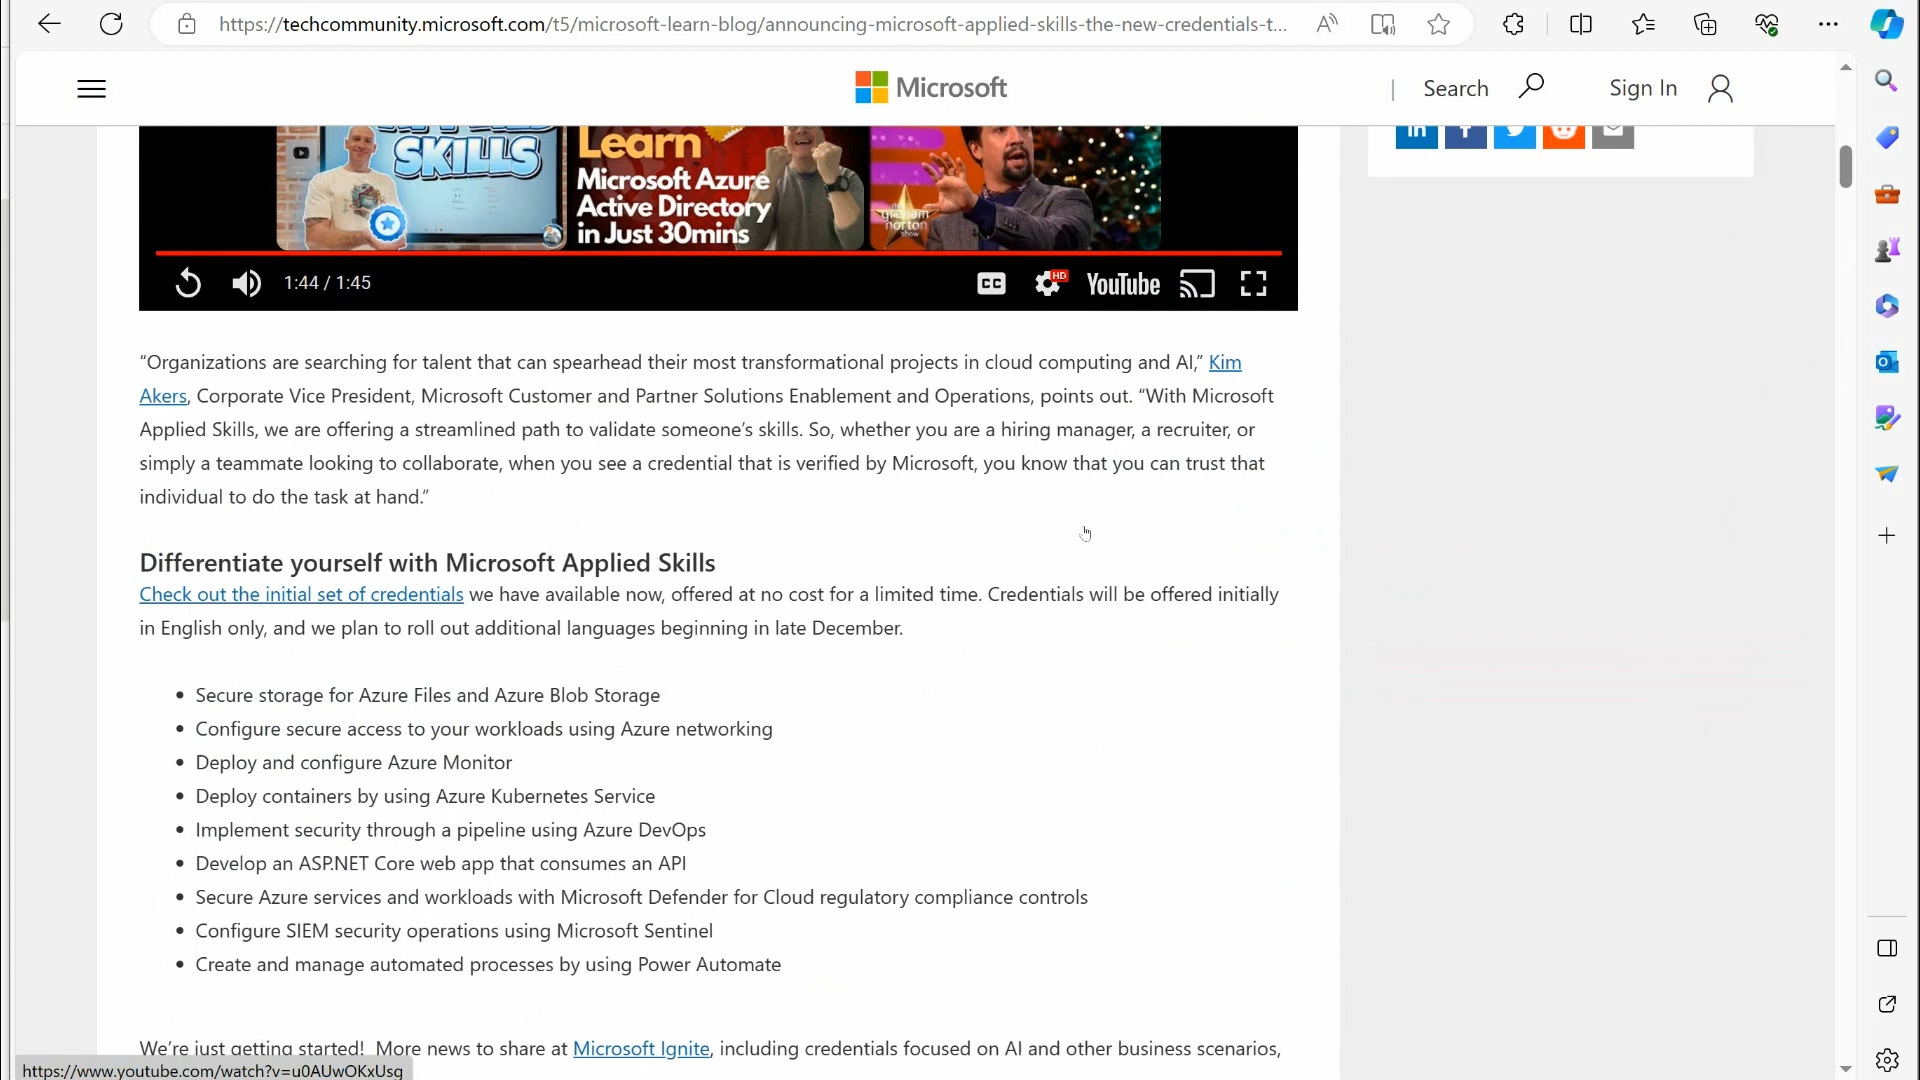 https://techcommunity.microsoft.com/t5/microsoft-learn-blog/announcing-microsoft-applied-skills-the-new-credentials-t...
Microsoft
| Search
Sign In
SKILLS
Learn
Microsoft Azure
Active Directory
in Just 30mins
the
graham
norton
show
1:44 / 1:45
CC
HD
YouTube
“Organizations are searching for talent that can spearhead their most transformational projects in cloud computing and AI,” Kim
Akers, Corporate Vice President, Microsoft Customer and Partner Solutions Enablement and Operations, points out. “With Microsoft
Applied Skills, we are offering a streamlined path to validate someone’s skills. So, whether you are a hiring manager, a recruiter, or
simply a teammate looking to collaborate, when you see a credential that is verified by Microsoft, you know that you can trust that
individual to do the task at hand.”
Differentiate yourself with Microsoft Applied Skills
Check out the initial set of credentials we have available now, offered at no cost for a limited time. Credentials will be offered initially
in English only, and we plan to roll out additional languages beginning in late December.
• Secure storage for Azure Files and Azure Blob Storage
• Configure secure access to your workloads using Azure networking
• Deploy and configure Azure Monitor
• Deploy containers by using Azure Kubernetes Service
• Implement security through a pipeline using Azure DevOps
• Develop an ASP.NET Core web app that consumes an API
• Secure Azure services and workloads with Microsoft Defender for Cloud regulatory compliance controls
• Configure SIEM security operations using Microsoft Sentinel
• Create and manage automated processes by using Power Automate
We’re just getting started! More news to share at Microsoft Ignite, including credentials focused on AI and other business scenarios,
https://www.youtube.com/watch?v=u0AUwOKxUsg